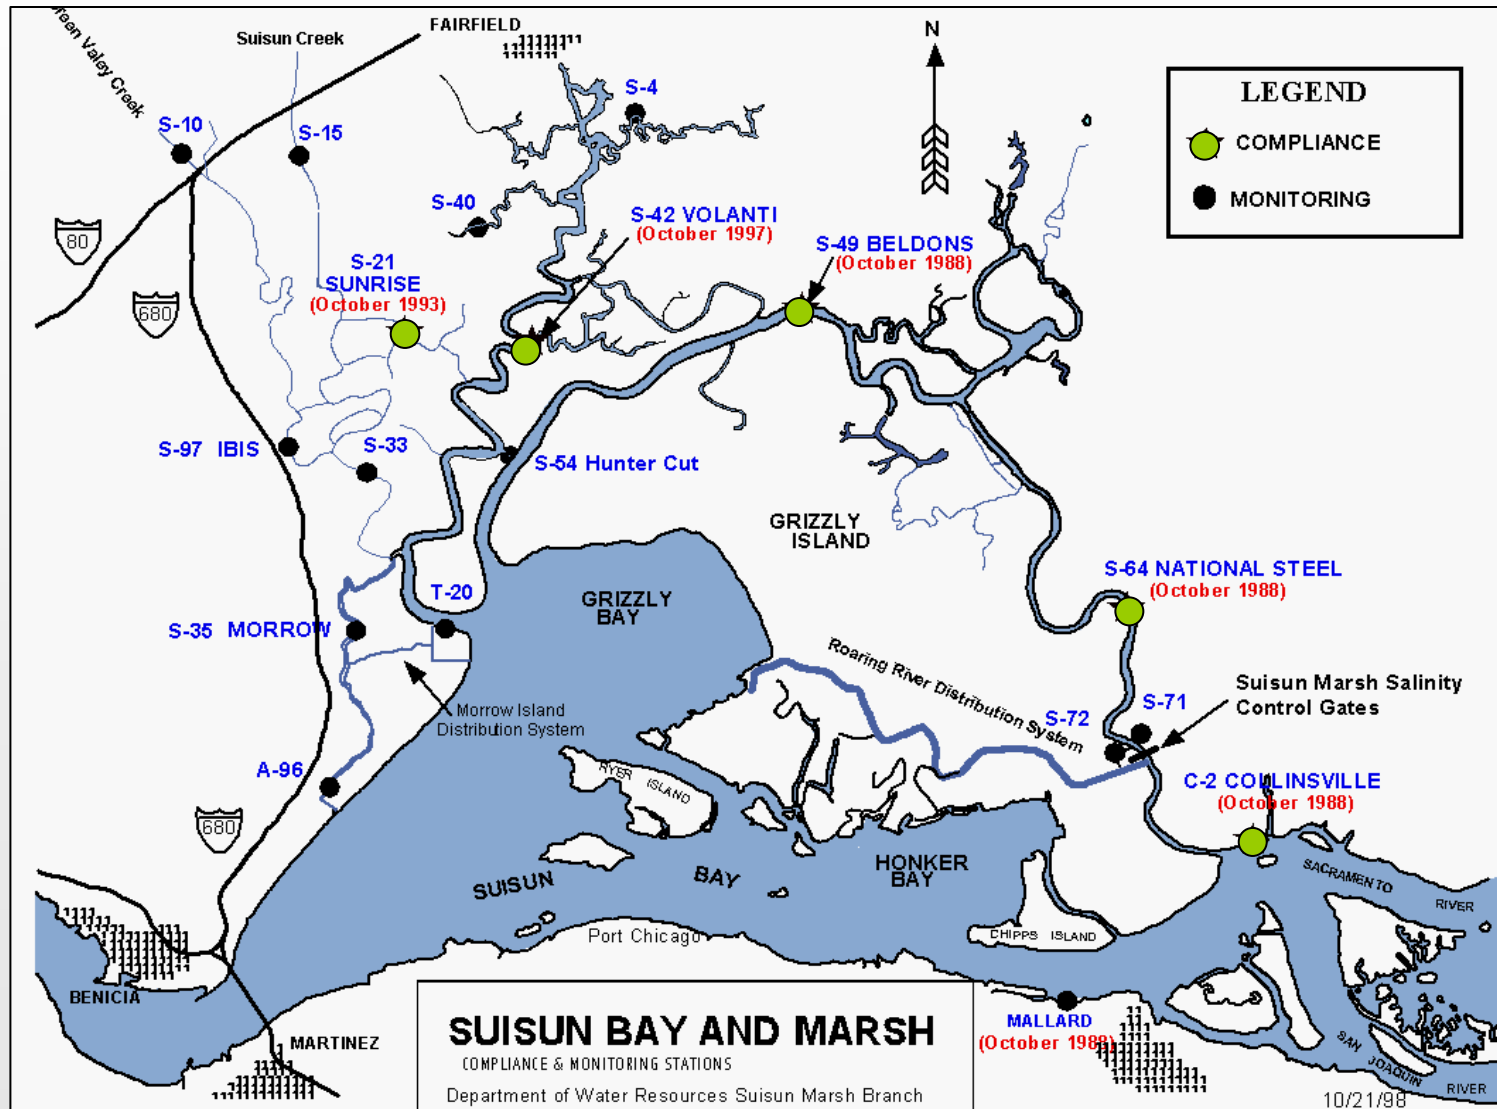 FAIRFIELD
Suisun Creek
Green Valey Creek
N
S-4
S-10
S-15
LEGEND
COMPLIANCE
MONITORING
S-40
S-42 VOLANTI
(October 1997)
80
S-49 BELDONS
(October 1988)
S-21
SUNRISE
(October 1993)
680
S-97 IBIS
S-33
S-54 Hunter Cut
GRIZZLY
ISLAND
S-64 NATIONAL STEEL
(October 1988)
T-20
GRIZZLY
BAY
S-35 MORROW
Roaring River Distribution System
Suisun Marsh Salinity
Control Gates
S-71
S-72
Morrow Island
Distribution System
A-96
RYER ISLAND
C-2 COLLINSVILLE
(October 1988)
680
HONKER
BAY
SUISUN BAY
SACRAMENTO
RIVER
Port Chicago
CHIPPS ISLAND
BENICIA
MALLARD
(October 1988)
MARTINEZ
SAN JOAQUIN
RIVER
SUISUN BAY AND MARSH
COMPLIANCE & MONITORING STATIONS
Department of Water Resources Suisun Marsh Branch
10/21/98